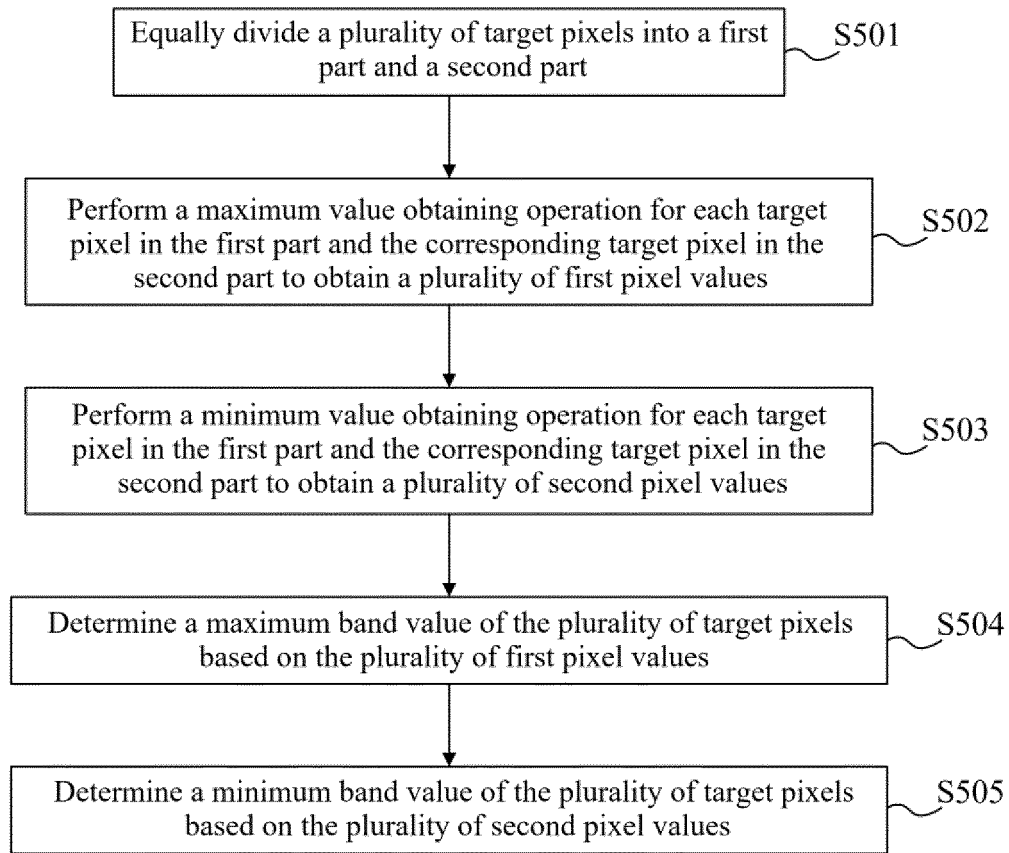 Equally divide a plurality of target pixels into a first
part and a second part
S501
Perform a maximum value obtaining operation for each target
pixel in the first part and the corresponding target pixel in the
second part to obtain a plurality of first pixel values
S502
Perform a minimum value obtaining operation for each target
pixel in the first part and the corresponding target pixel in the
second part to obtain a plurality of second pixel values
S503
Determine a maximum band value of the plurality of target pixels
based on the plurality of first pixel values
S504
Determine a minimum band value of the plurality of target pixels
based on the plurality of second pixel values
S505